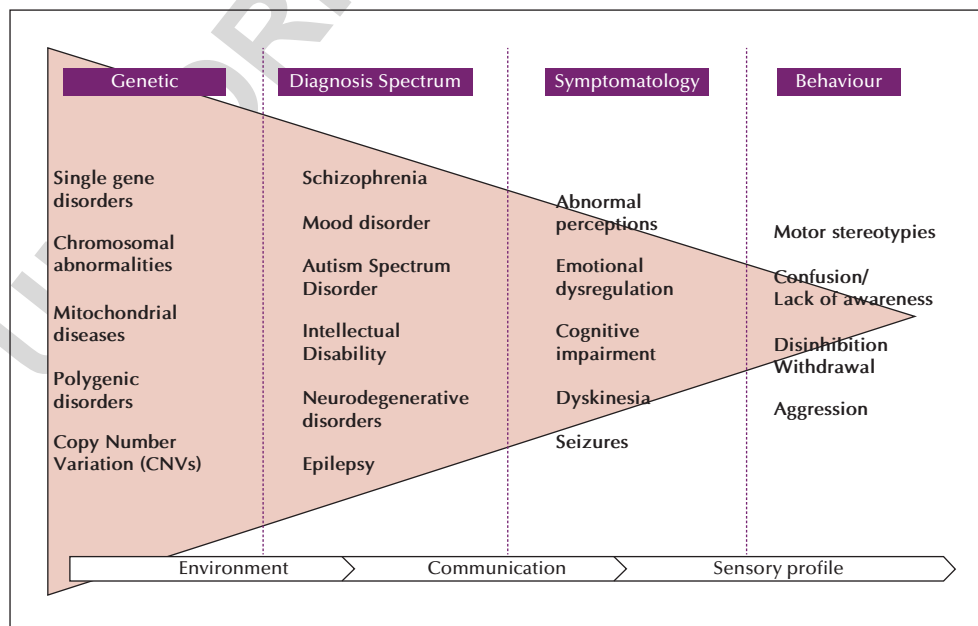 Genetic
Diagnosis Spectrum
Symptomatology
Behaviour
Single gene
disorders
Chromosomal
abnormalities
Mitochondrial
diseases
Polygenic
disorders
Copy Number
Variation (CNVs)
Schizophrenia
Mood disorder
Autism Spectrum
Disorder
Intellectual
Disability
Neurodegenerative
disorders
Epilepsy
Abnormal
perceptions
Emotional
dysregulation
Cognitive
impairment
Dyskinesia
Seizures
Motor stereotypies
Confusion/
Lack of awareness
Disinhibition
Withdrawal
Aggression
Environment
Communication
Sensory profile